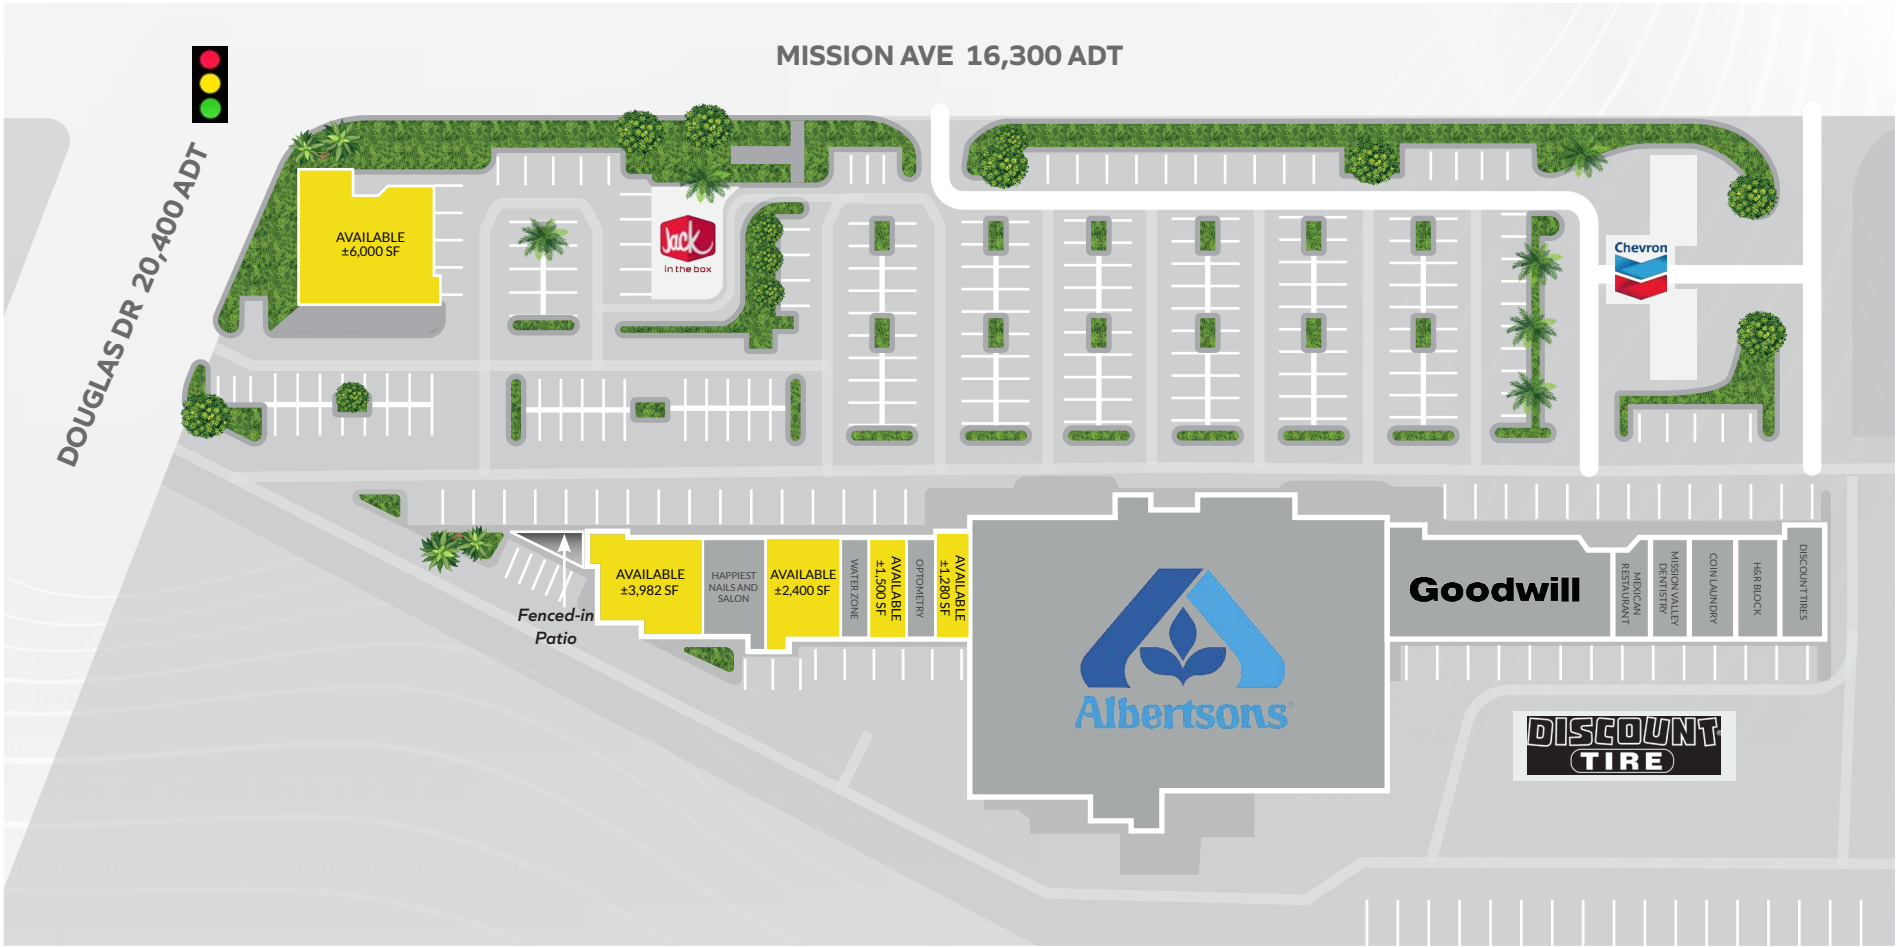 MISSION AVE 16,300 ADT
DOUGLAS DR 20,400 ADT
AVAILABLE
±6,000 SF
Jack
in the box
Chevron
AVAILABLE
±3,982 SF
HAPPIEST
NAILS AND
SALON
AVAILABLE
±2,400 SF
WATER ZONE
AVAILABLE
±1,500 SF
OPTOMETRY
AVAILABLE
±1,280 SF
Fenced-in
Patio
Albertsons®
Goodwill
MEXICAN
RESTAURANT
MISSION VALLEY
DENTISTRY
COIN LAUNDRY
H&R BLOCK
DISCOUNT TIRES
DISCOUNT®
TIRE